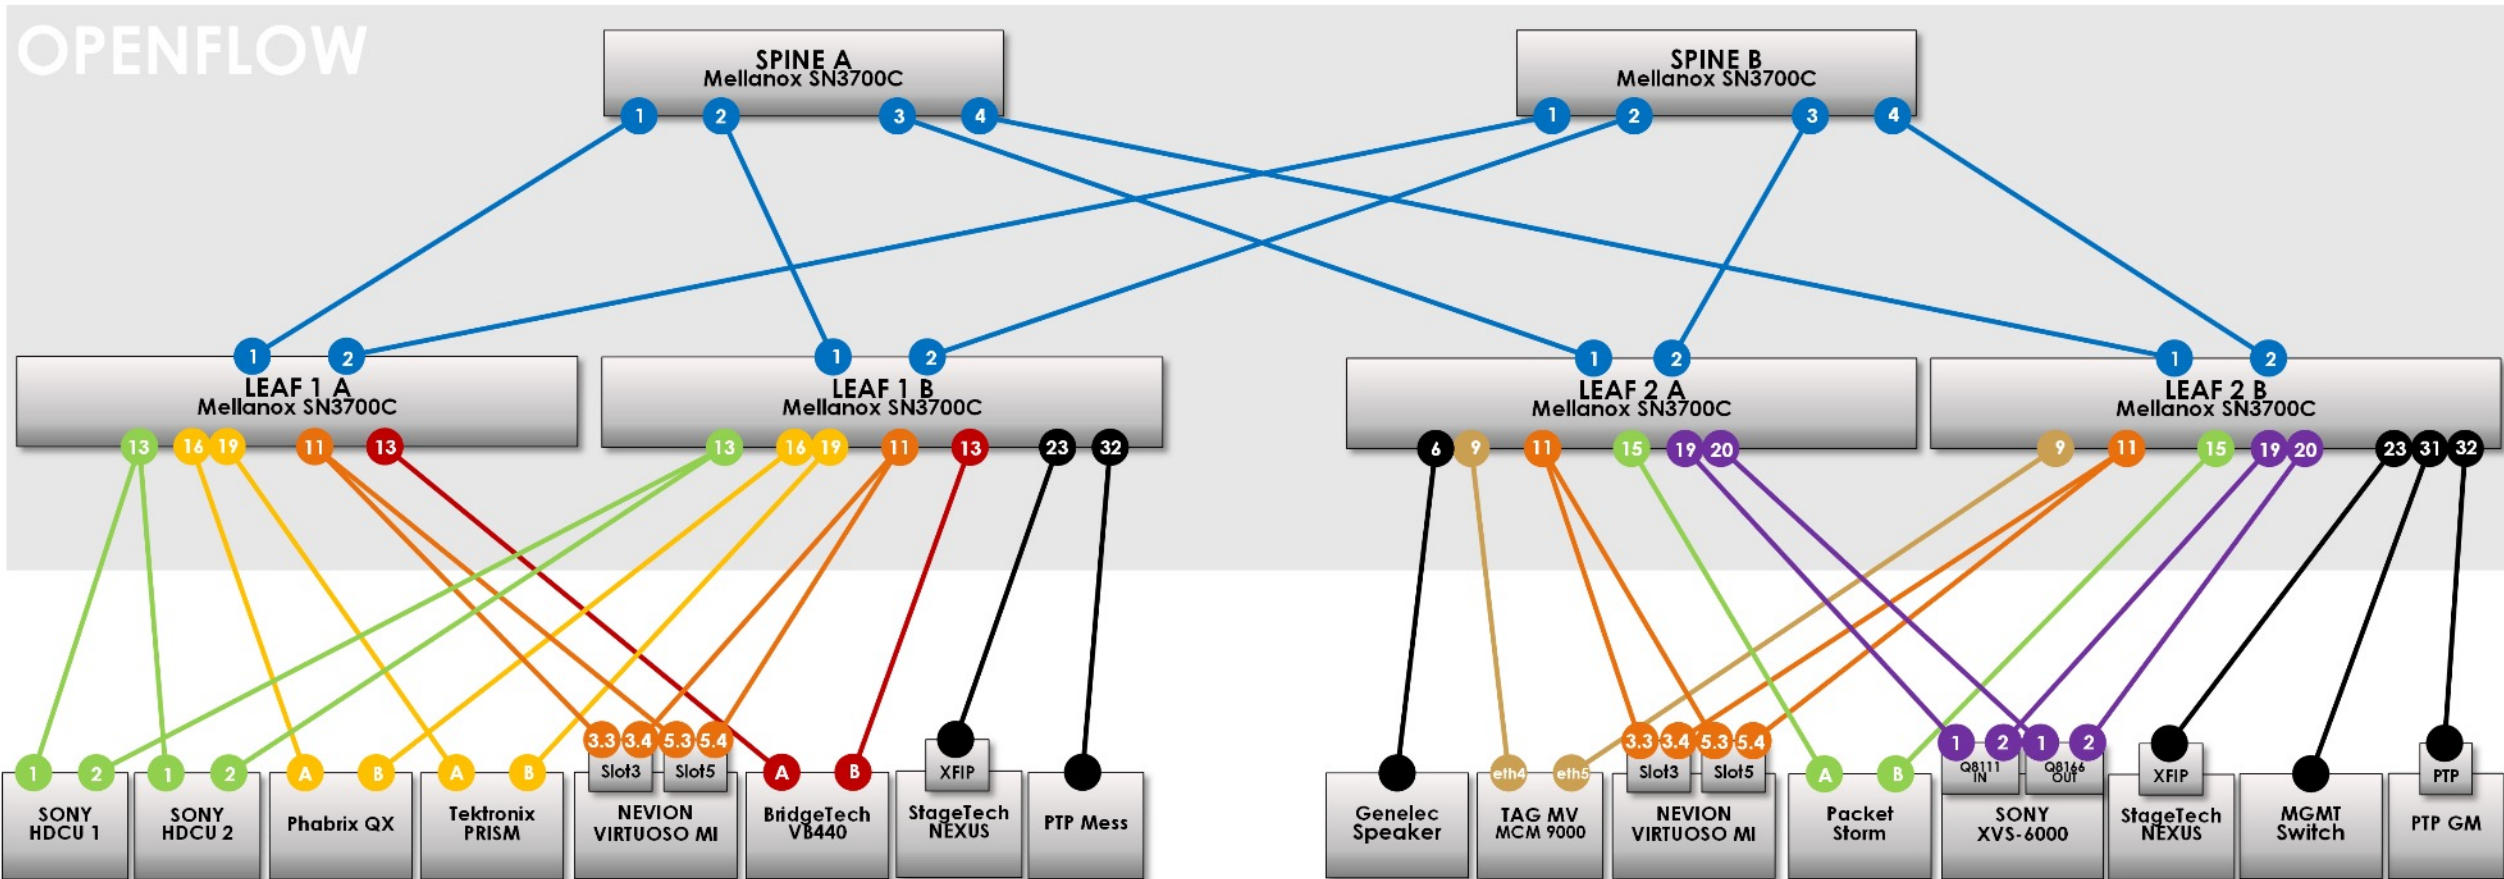 OPENFLOW
SPINE A
Mellanox SN3700C
SPINE B
Mellanox SN3700C
1 2 3 4
1 2 3 4
1 2
1 2
1 2
1 2
LEAF 1 A
Mellanox SN3700C
LEAF 1 B
Mellanox SN3700C
LEAF 2 A
Mellanox SN3700C
LEAF 2 B
Mellanox SN3700C
13 16 19 11 13
13 16 19 11 13 23 32
6 9 11 15 19 20
9 11 15 19 20 23 31 32
1 2
SONY
HDCU 1
1 2
SONY
HDCU 2
A B
Phabrix QX
A B
Tektronix
PRISM
3.3 3.4 5.3 5.4
Slot3 Slot5
NEVION
VIRTUOSO MI
A B
BridgeTech
VB440
XFIP
StageTech
NEXUS
PTP Mess
Genelec
Speaker
eth4 eth5
TAG MV
MCM 9000
3.3 3.4 5.3 5.4
Slot3 Slot5
NEVION
VIRTUOSO MI
A B
Packet
Storm
1 2 1 2
Q8111
IN
Q8166
OUT
SONY
XVS-6000
XFIP
StageTech
NEXUS
MGMT
Switch
PTP
PTP GM